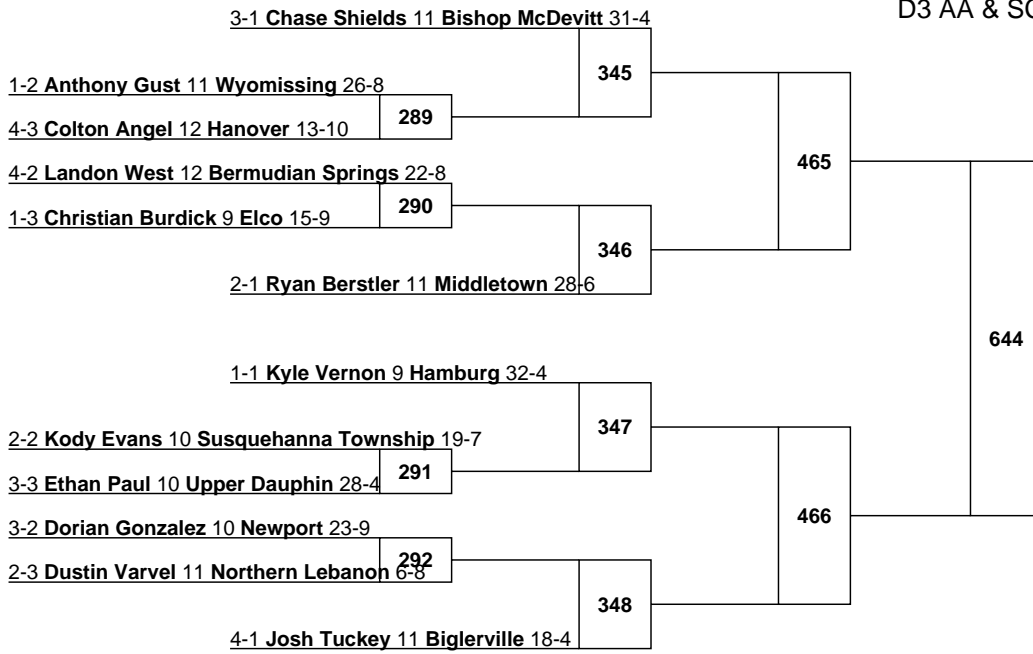 3-1 Chase Shields 11 Bishop McDevitt 31-4
D3 AA &
345
1-2 Anthony Gust 11 Wyomissing 26-8
289
4-3 Colton Angel 12 Hanover 13-10
465
4-2 Landon West 12 Bermudian Springs 22-8
290
1-3 Christian Burdick 9 Elco 15-9
346
2-1 Ryan Berstler 11 Middletown 28-6
644
1-1 Kyle Vernon 9 Hamburg 32-4
347
2-2 Kody Evans 10 Susquehanna Township 19-7
291
3-3 Ethan Paul 10 Upper Dauphin 28-4
466
3-2 Dorian Gonzalez 10 Newport 23-9
292
2-3 Dustin Varvel 11 Northern Lebanon 6-8
348
4-1 Josh Tuckey 11 Biglerville 18-4